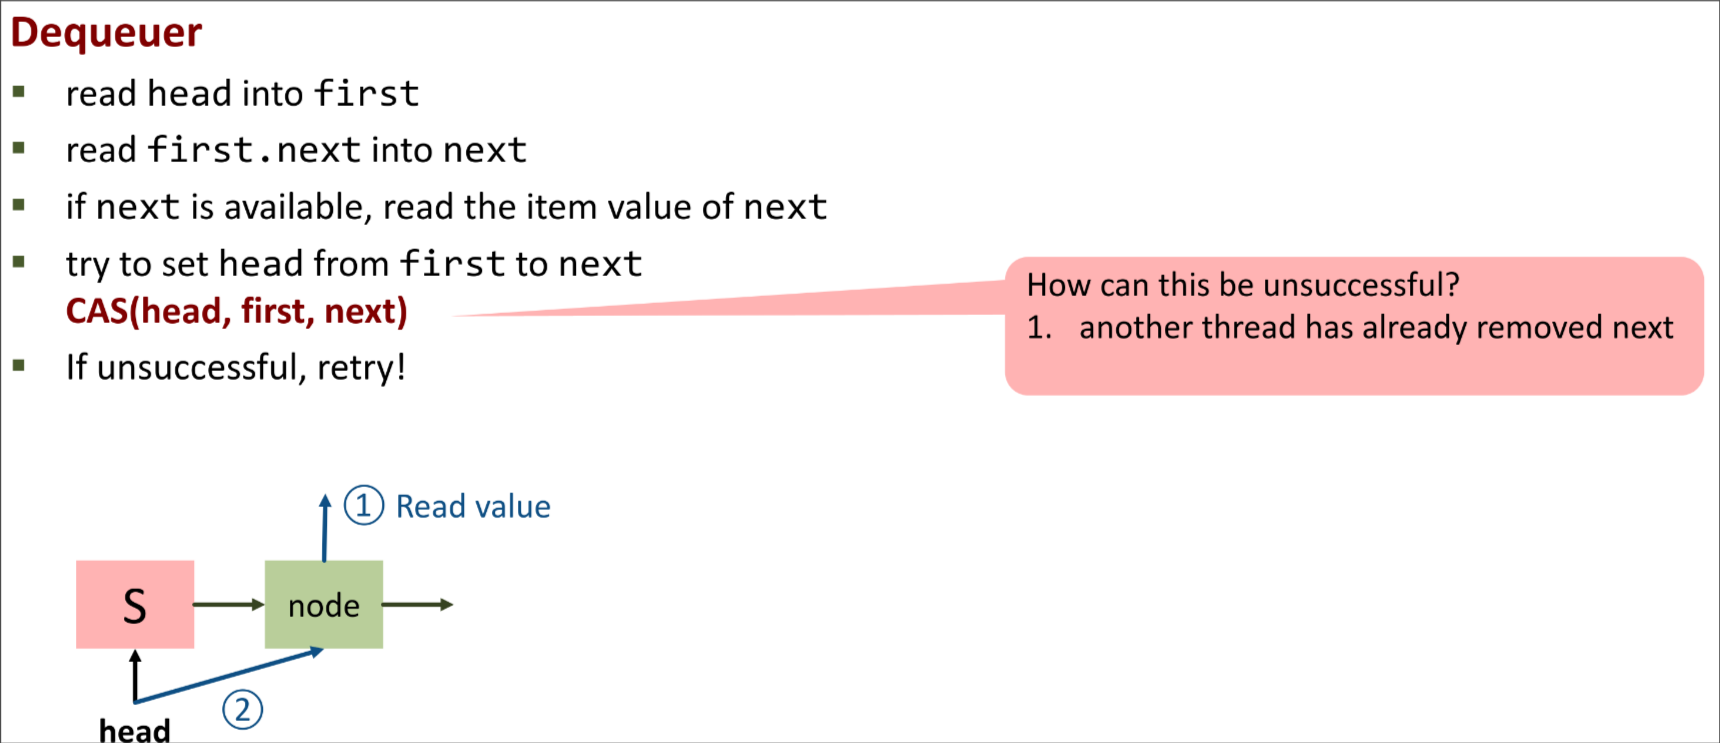 Dequeuer
▪ read head into first
▪ read first.next into next
▪ if next is available, read the item value of next
▪ try to set head from first to next
CAS(head, first, next)
▪ If unsuccessful, retry!
How can this be unsuccessful?
1. another thread has already removed next
① Read value
S
node
②
head